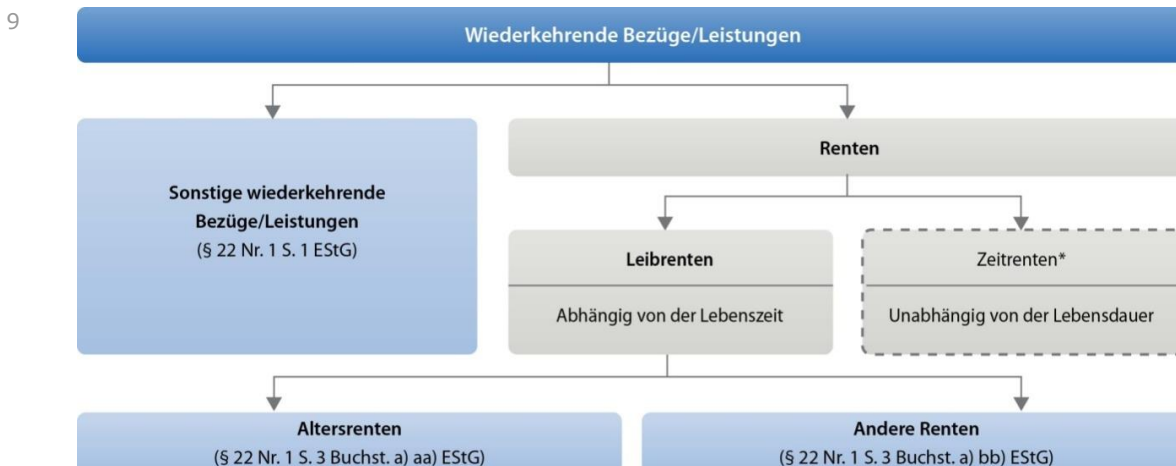 9
Wiederkehrende Bezüge/Leistungen
Sonstige wiederkehrende
Bezüge/Leistungen
(§ 22 Nr. 1 S. 1 EStG)
Renten
Leibrenten
Abhängig von der Lebenszeit
Zeitrenten*
Unabhängig von der Lebensdauer
Altersrenten
(§ 22 Nr. 1 S. 3 Buchst. a) aa) EStG)
Andere Renten
(§ 22 Nr. 1 S. 3 Buchst. a) bb) EStG)